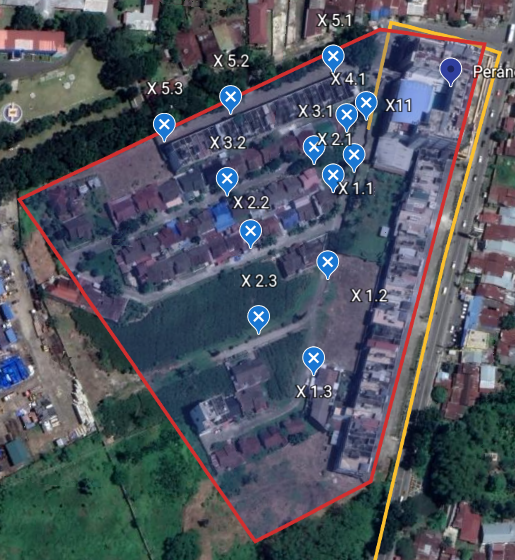 X 5.1
X 5.2
X 4.1
X 5.3
X 3.1
X11
X 3.2
X 2.1
X 1.1
X 2.2
X 2.3
X 1.2
X 1.3
Peran